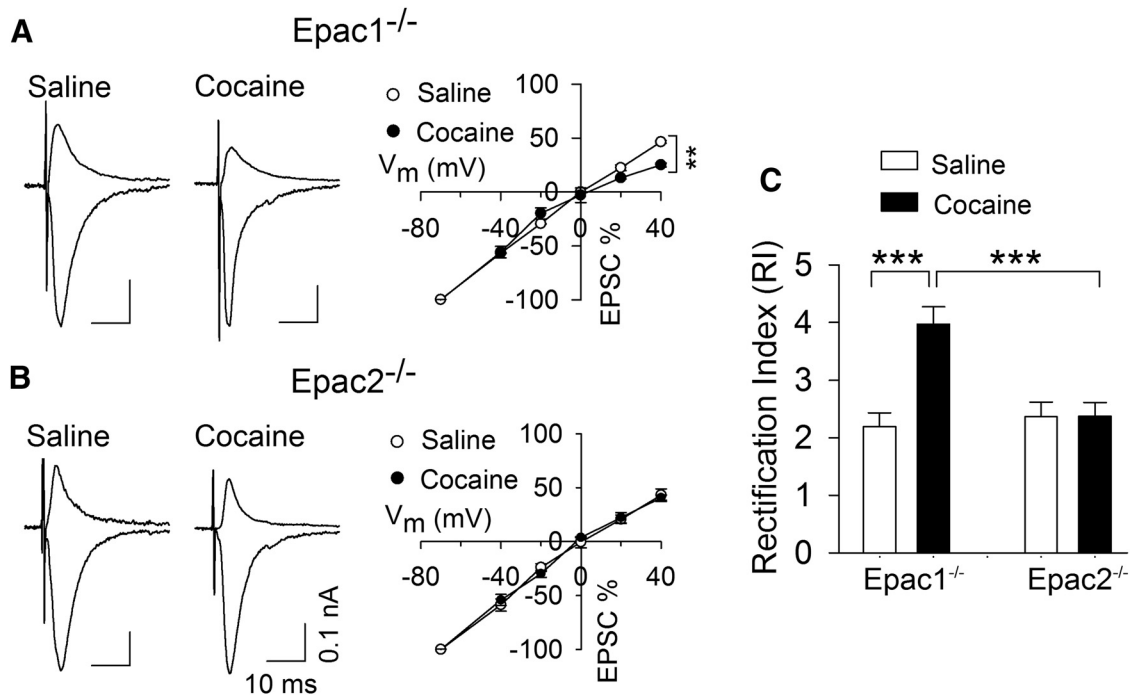 A
Epac1-/-
Saline
Cocaine
Saline
Cocaine
Vm (mV)
100
50
0
-50
-100
-80
-40
0
40
EPSC %
**
B
Epac2-/-
Saline
Cocaine
Saline
Cocaine
Vm (mV)
100
50
0
-50
-100
-80
-40
0
40
EPSC %
0.1 nA
10 ms
C
Saline
Cocaine
***
***
Rectification Index (RI)
5
4
3
2
1
0
Epac1-/-
Epac2-/-